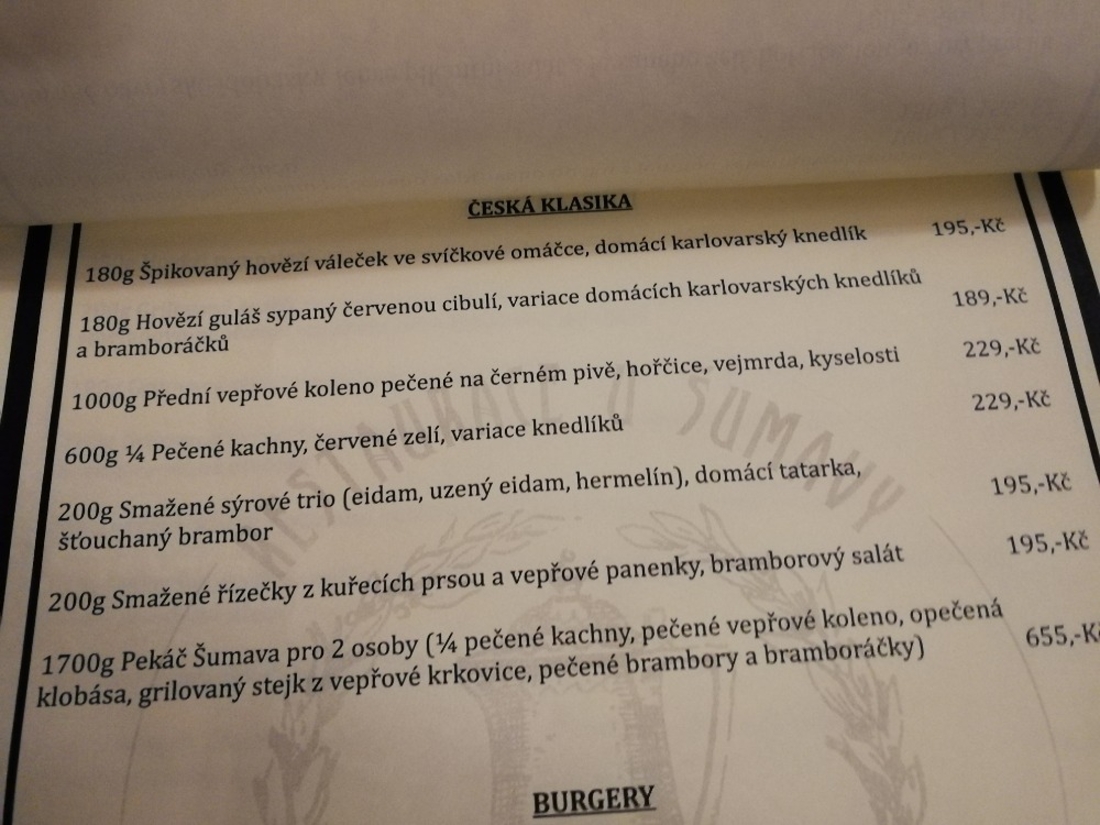 ČESKÁ KLASIKA
180g Špikovaný hovězí váleček ve svíčkové omáčce, domácí karlovarský knedlík 195,-Kč
180g Hovězí guláš sypaný červenou cibulí, variace domácích karlovarských knedlíků 189,-Kč
a bramboráčků
1000g Přední vepřové koleno pečené na černém pivě, hořčice, vejmrda, kyselosti 229,-Kč
600g ¼ Pečené kachny, červené zelí, variace knedlíků 229,-Kč
200g Smažené sýrové trio (eidam, uzený eidam, hermelín), domácí tatarka, 195,-Kč
šťouchaný brambor
200g Smažené řízečky z kuřecích prsou a vepřové panenky, bramborový salát 195,-Kč
1700g Pekáč Šumava pro 2 osoby (¼ pečené kachny, pečené vepřové koleno, opečená 655,-Kč
klobása, grilovaný stejk z vepřové krkovice, pečené brambory a bramboráčky)
RESTAURACE U ŠUMAVY
BURGERY